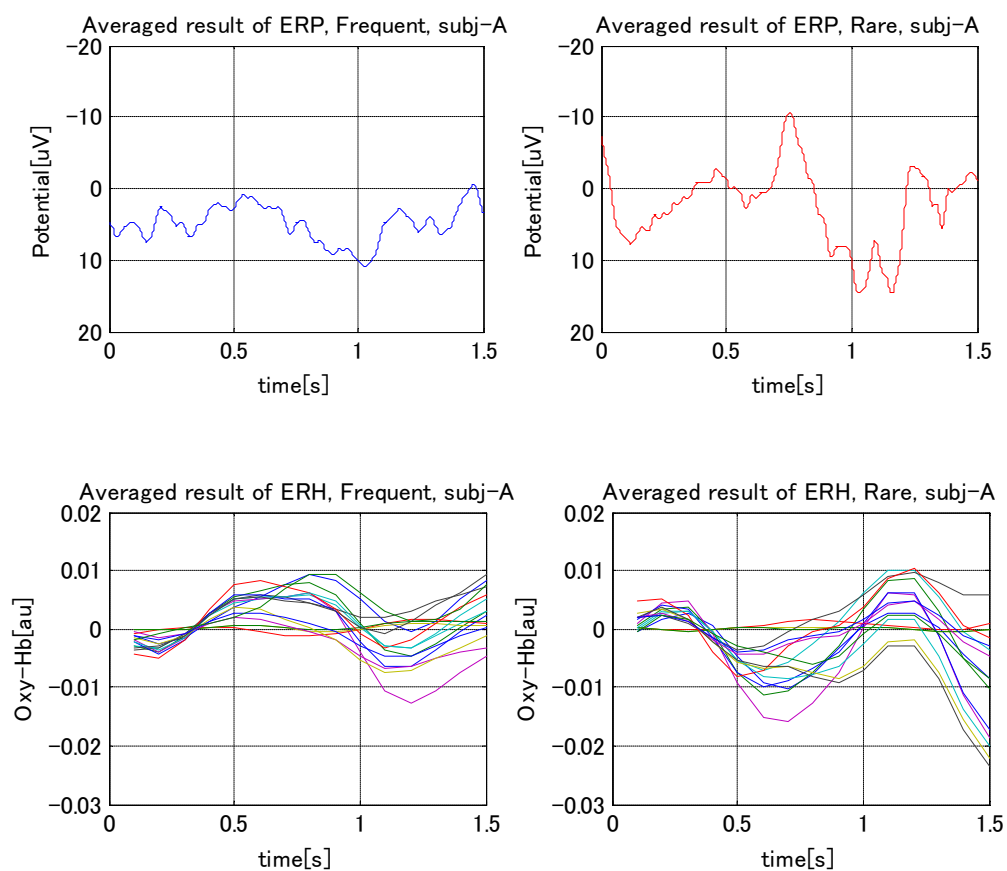 Averaged result of ERP, Frequent, subj-A
-20
-10
0
10
20
Potential[uV]
0 0.5 1 1.5
time[s]
Averaged result of ERP, Rare, subj-A
-20
-10
0
10
20
Potential[uV]
0 0.5 1 1.5
time[s]
Averaged result of ERH, Frequent, subj-A
0.02
0.01
0
-0.01
-0.02
-0.03
Oxy-Hb[au]
0 0.5 1 1.5
time[s]
Averaged result of ERH, Rare, subj-A
0.02
0.01
0
-0.01
-0.02
-0.03
Oxy-Hb[au]
0 0.5 1 1.5
time[s]